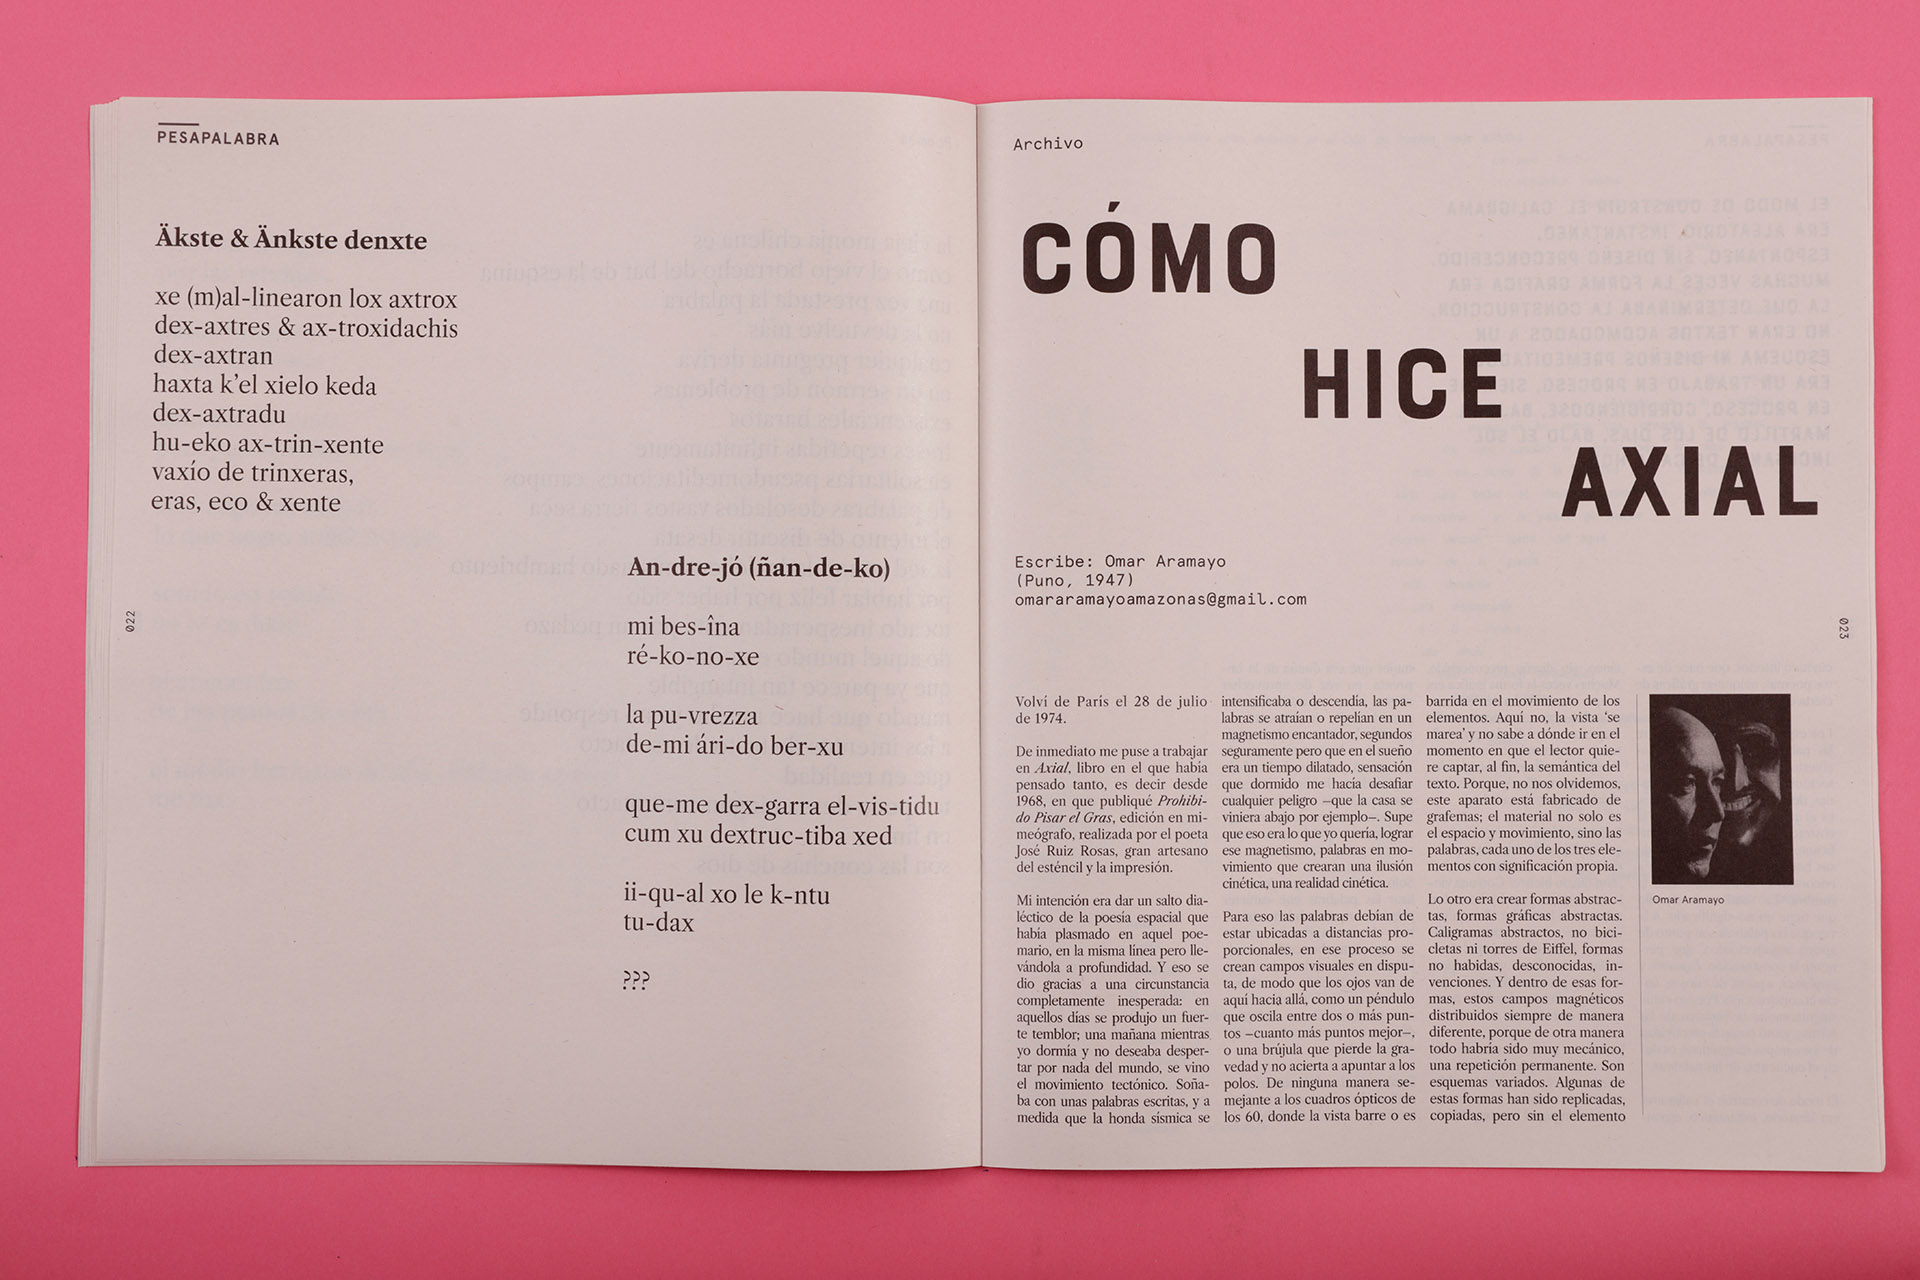 PESAPALABRA
Äkste & Änkste denxte
xe (m)al-linearon lox axtrox
dex-axtres & ax-troxidachis
dex-axtran
haxta k’el xielo keda
dex-axtradu
hu-eko ax-trin-xente
vaxío de trinxeras,
eras, eco & xente
An-dre-jó (ñan-de-ko)
mi bes-îna
ré-ko-no-xe
la pu-vrezza
de-mi ári-do ber-xu
que-me dex-garra el-vis-tidu
cum xu dextruc-tiba xed
ii-qu-al xo le k-ntu
tu-dax
???
022
Archivo
CÓMO
HICE
AXIAL
Escribe: Omar Aramayo
(Puno, 1947)
omararamayoamazonas@gmail.com
Volví de París el 28 de julio
de 1974.
De inmediato me puse a trabajar
en Axial, libro en el que había
pensado tanto, es decir desde
1968, en que publiqué Prohibi-
do Pisar el Gras, edición en mi-
meógrafo, realizada por el poeta
José Ruiz Rosas, gran artesano
del esténcil y la impresión.
Mi intención era dar un salto dia-
léctico de la poesía espacial que
había plasmado en aquel poe-
mario, en la misma línea pero lle-
vándola a profundidad. Y eso se
dio gracias a una circunstancia
completamente inesperada: en
aquellos días se produjo un fuer-
te temblor; una mañana mientras
yo dormía y no deseaba desper-
tar por nada del mundo, se vino
el movimiento tectónico. Soña-
ba con unas palabras escritas, y a
medida que la honda sísmica se
intensificaba o descendía, las pa-
labras se atraían o repelían en un
magnetismo encantador, segundos
seguramente pero que en el sueño
era un tiempo dilatado, sensación
que dormido me hacía desafiar
cualquier peligro –que la casa se
viniera abajo por ejemplo–. Supe
que eso era lo que yo quería, lograr
ese magnetismo, palabras en mo-
vimiento que crearan una ilusión
cinética, una realidad cinética.
Para eso las palabras debían de
estar ubicadas a distancias pro-
porcionales, en ese proceso se
crean campos visuales en dispu-
ta, de modo que los ojos van de
aquí hacia allá, como un péndulo
que oscila entre dos o más pun-
tos –cuanto más puntos mejor–,
o una brújula que pierde la gra-
vedad y no acierta a apuntar a los
polos. De ninguna manera se-
mejante a los cuadros ópticos de
los 60, donde la vista barre o es
barrida en el movimiento de los
elementos. Aquí no, la vista ‘se
marea’ y no sabe a dónde ir en el
momento en que el lector quie-
re captar, al fin, la semántica del
texto. Porque, no nos olvidemos,
este aparato está fabricado de
grafemas; el material no solo es
el espacio y movimiento, sino las
palabras, cada uno de los tres ele-
mentos con significación propia.
Lo otro era crear formas abstrac-
tas, formas gráficas abstractas.
Caligramas abstractos, no bici-
cletas ni torres de Eiffel, formas
no habidas, desconocidas, in-
venciones. Y dentro de esas for-
mas, estos campos magnéticos
distribuidos siempre de manera
diferente, porque de otra manera
todo habría sido muy mecánico,
una repetición permanente. Son
esquemas variados. Algunas de
estas formas han sido replicadas,
copiadas, pero sin el elemento
Omar Aramayo
023